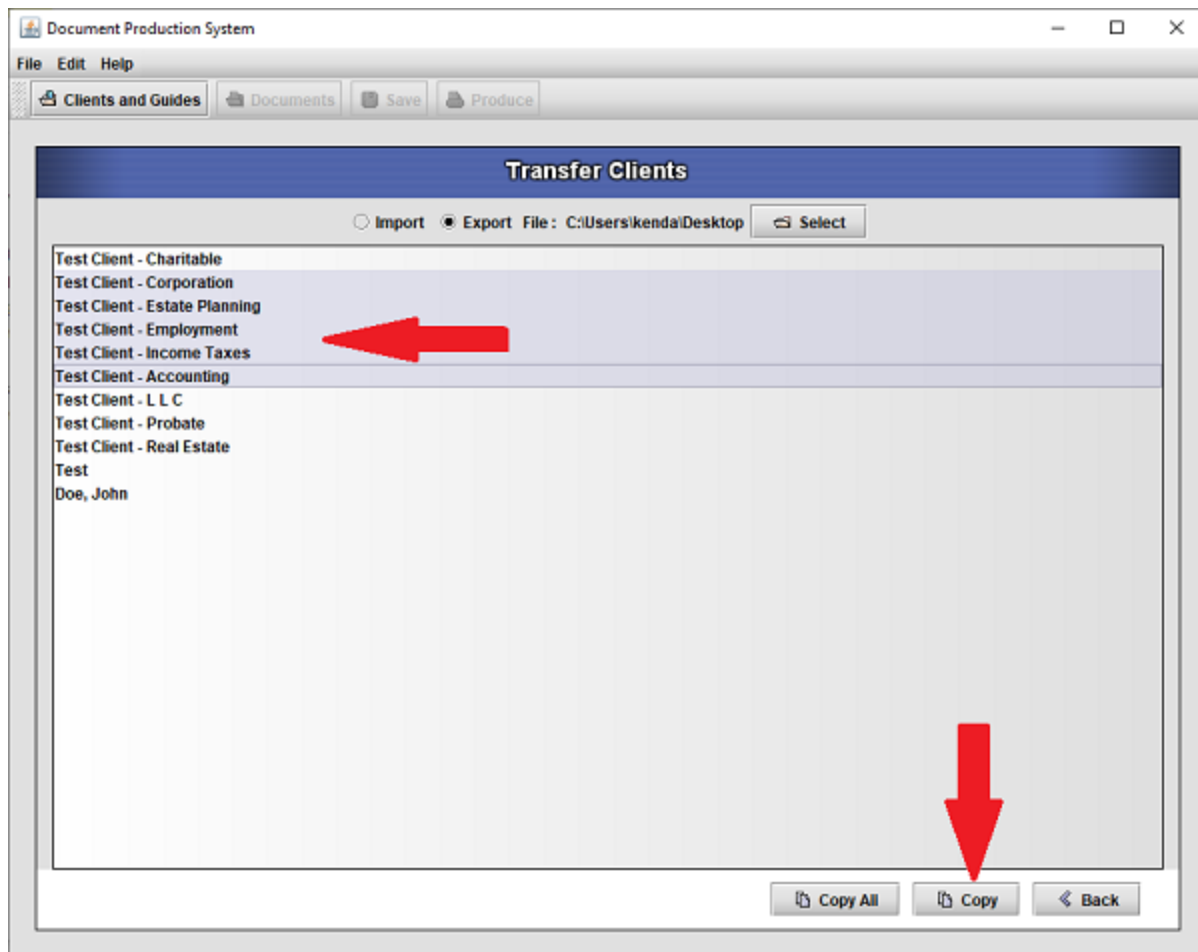 Document Production System
File Edit Help
Clients and Guides Documents Save Produce
Transfer Clients
Import Export File : C:\Users\kenda\Desktop Select
Test Client - Charitable
Test Client - Corporation
Test Client - Estate Planning
Test Client - Employment
Test Client - Income Taxes
Test Client - Accounting
Test Client - L L C
Test Client - Probate
Test Client - Real Estate
Test
Doe, John
Copy All Copy Back